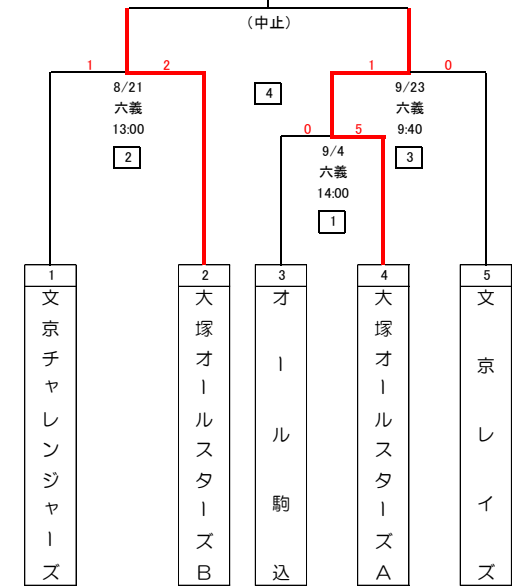 （中止）
1 2
1 0
8/21
六義
13:00
2
4
9/23
六義
9:40
3
0 5
9/4
六義
14:00
1
1
文京チャレンジャーズ
2
大塚オールスターズB
3
オール駒込
4
大塚オールスターズA
5
文京レイズ